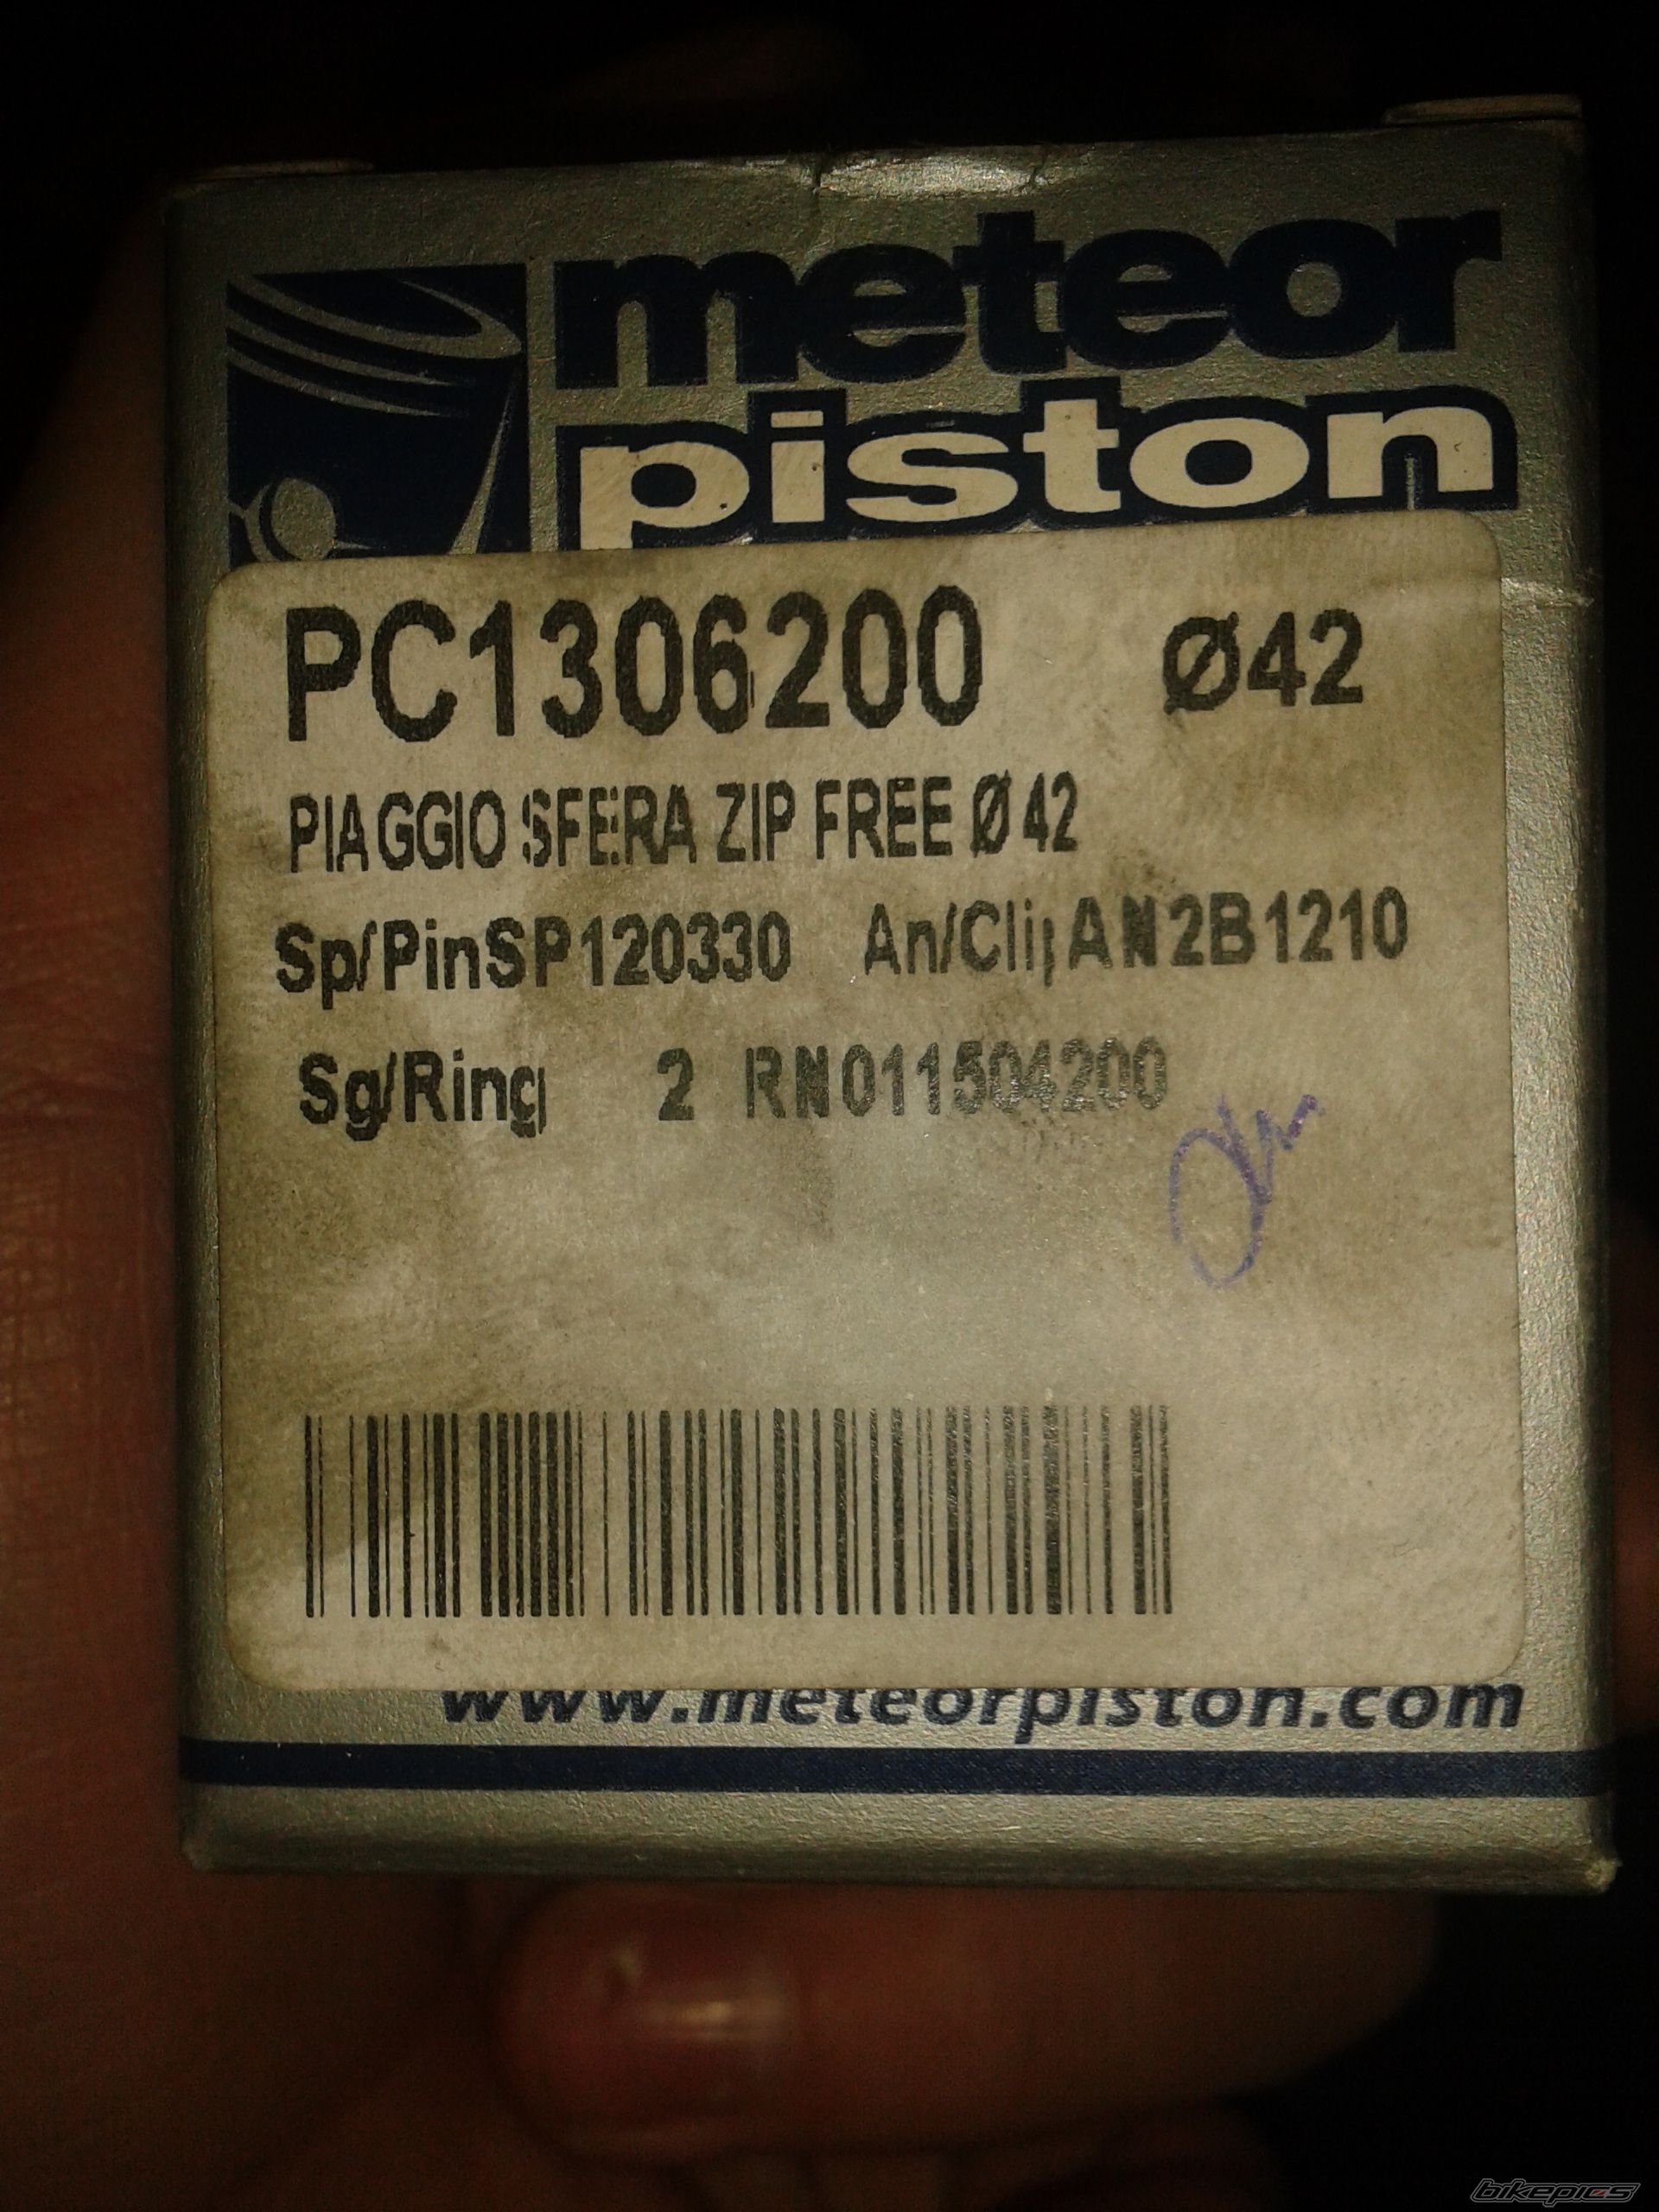 meteor
piston
PC1306200 Ø42
PIAGGIO SFERA ZIP FREE Ø 42
Sp/Pin SP120330 An/Clip AN2B1210
Sg/Ring 2 RN011504200
www.meteorpiston.com
bikepics